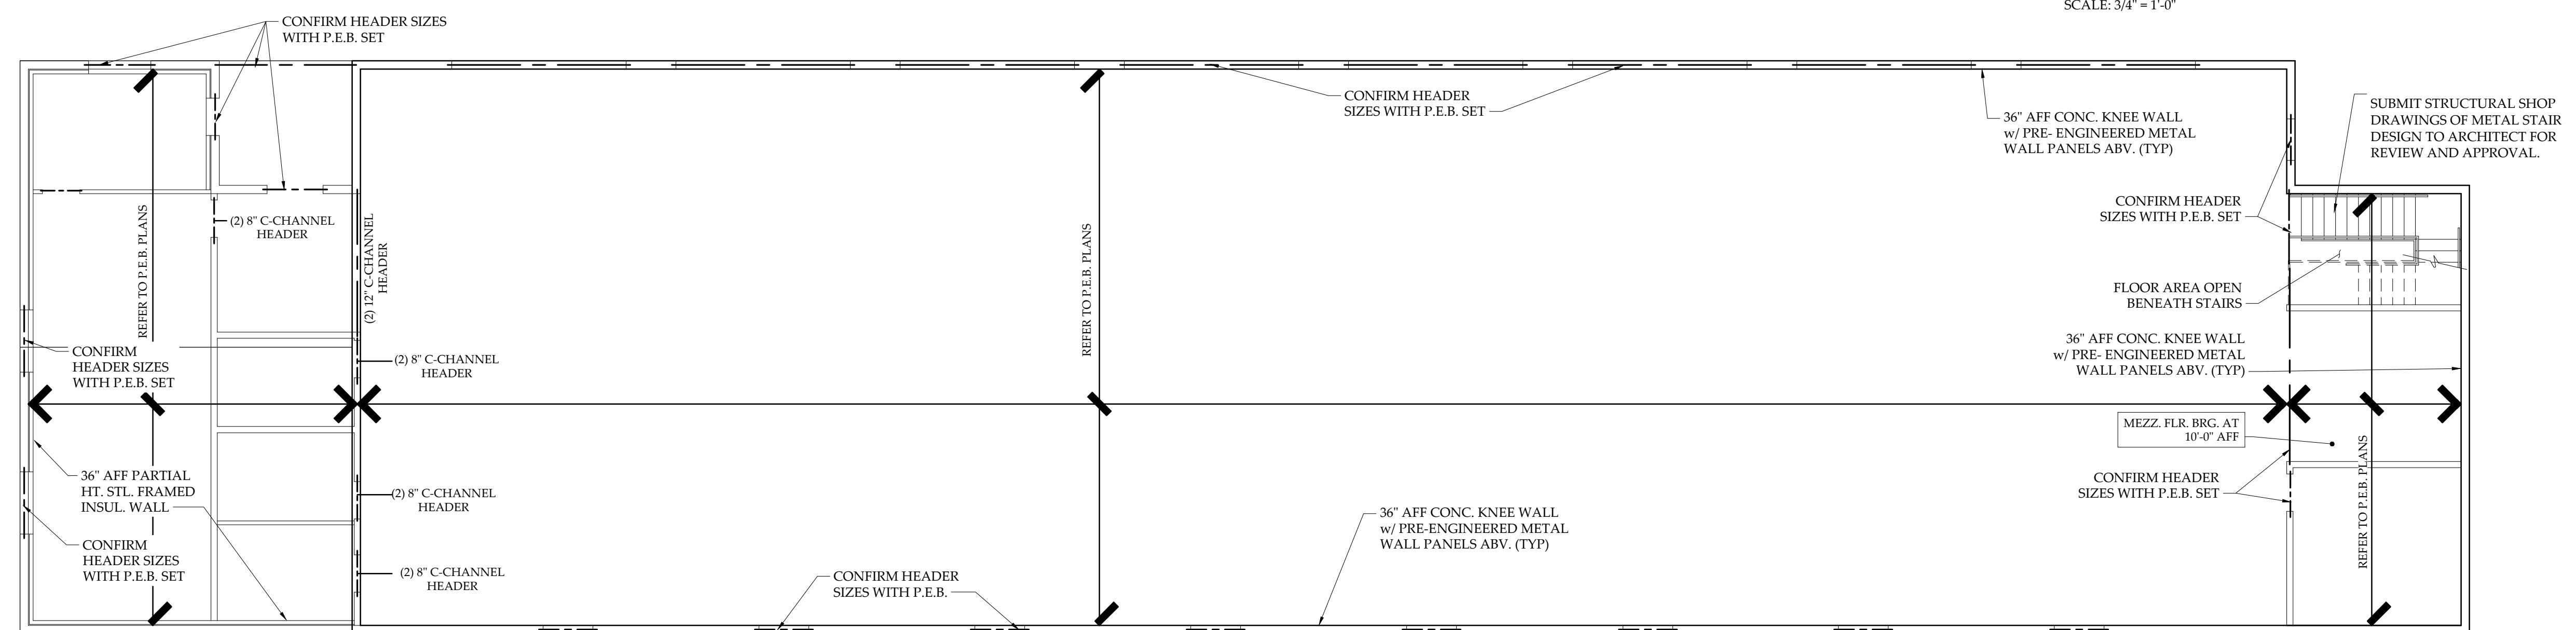 SCALE: 3/4" = 1'-0"
CONFIRM HEADER SIZES
WITH P.E.B. SET
CONFIRM HEADER
SIZES WITH P.E.B. SET
36" AFF CONC. KNEE WALL
w/ PRE- ENGINEERED METAL
WALL PANELS ABV. (TYP)
SUBMIT STRUCTURAL SHOP
DRAWINGS OF METAL STAIR
DESIGN TO ARCHITECT FOR
REVIEW AND APPROVAL.
REFER TO P.E.B. PLANS
(2) 8" C-CHANNEL
HEADER
(2) 12" C-CHANNEL
HEADER
REFER TO P.E.B. PLANS
CONFIRM HEADER
SIZES WITH P.E.B. SET
FLOOR AREA OPEN
BENEATH STAIRS
CONFIRM
HEADER SIZES
WITH P.E.B. SET
(2) 8" C-CHANNEL
HEADER
36" AFF CONC. KNEE WALL
w/ PRE- ENGINEERED METAL
WALL PANELS ABV. (TYP)
MEZZ. FLR. BRG. AT
10'-0" AFF
36" AFF PARTIAL
HT. STL. FRAMED
INSUL. WALL
(2) 8" C-CHANNEL
HEADER
CONFIRM HEADER
SIZES WITH P.E.B. SET
REFER TO P.E.B. PLANS
36" AFF CONC. KNEE WALL
w/ PRE-ENGINEERED METAL
WALL PANELS ABV. (TYP)
CONFIRM
HEADER SIZES
WITH P.E.B. SET
(2) 8" C-CHANNEL
HEADER
CONFIRM HEADER
SIZES WITH P.E.B.